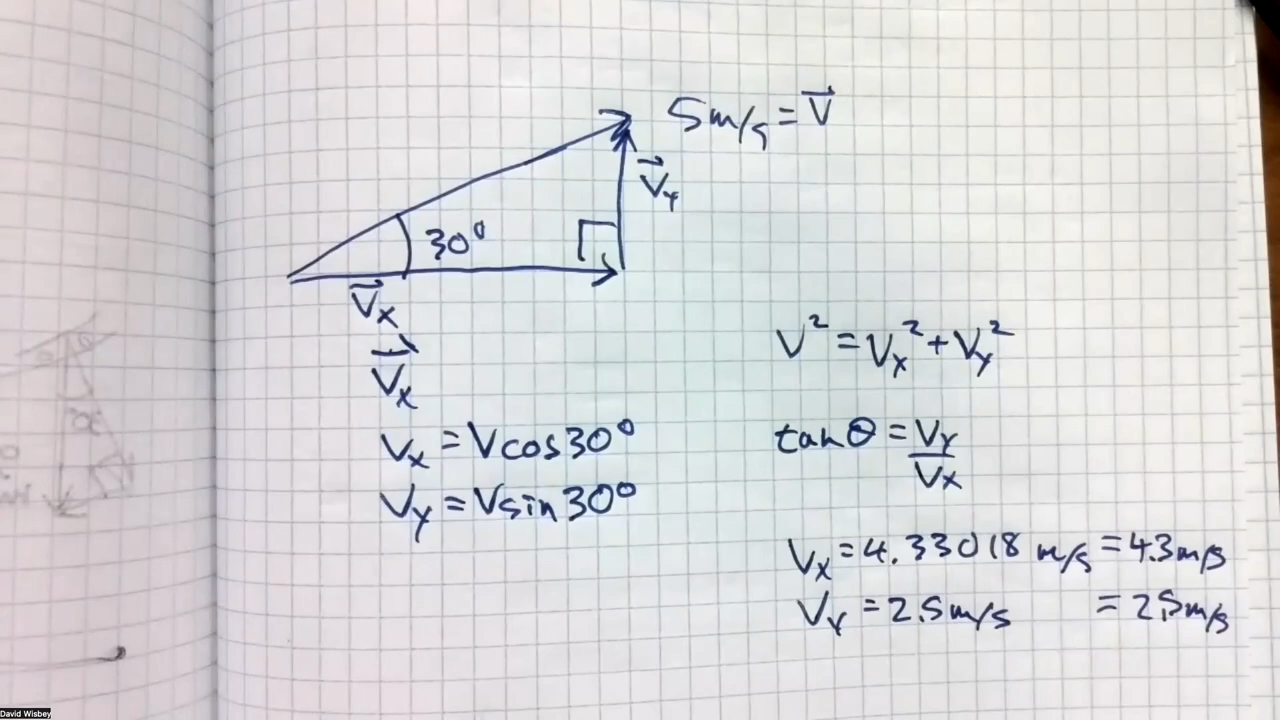 5m/s = V⃗
V⃗y
30°
V⃗x
V⃗x
Vx = Vcos30°
Vy = Vsin30°
V² = Vx² + Vy²
tanθ = Vy/Vx
Vx = 4.33018 m/s = 4.3m/s
Vy = 2.5m/s = 2.5m/s
David Wisbey